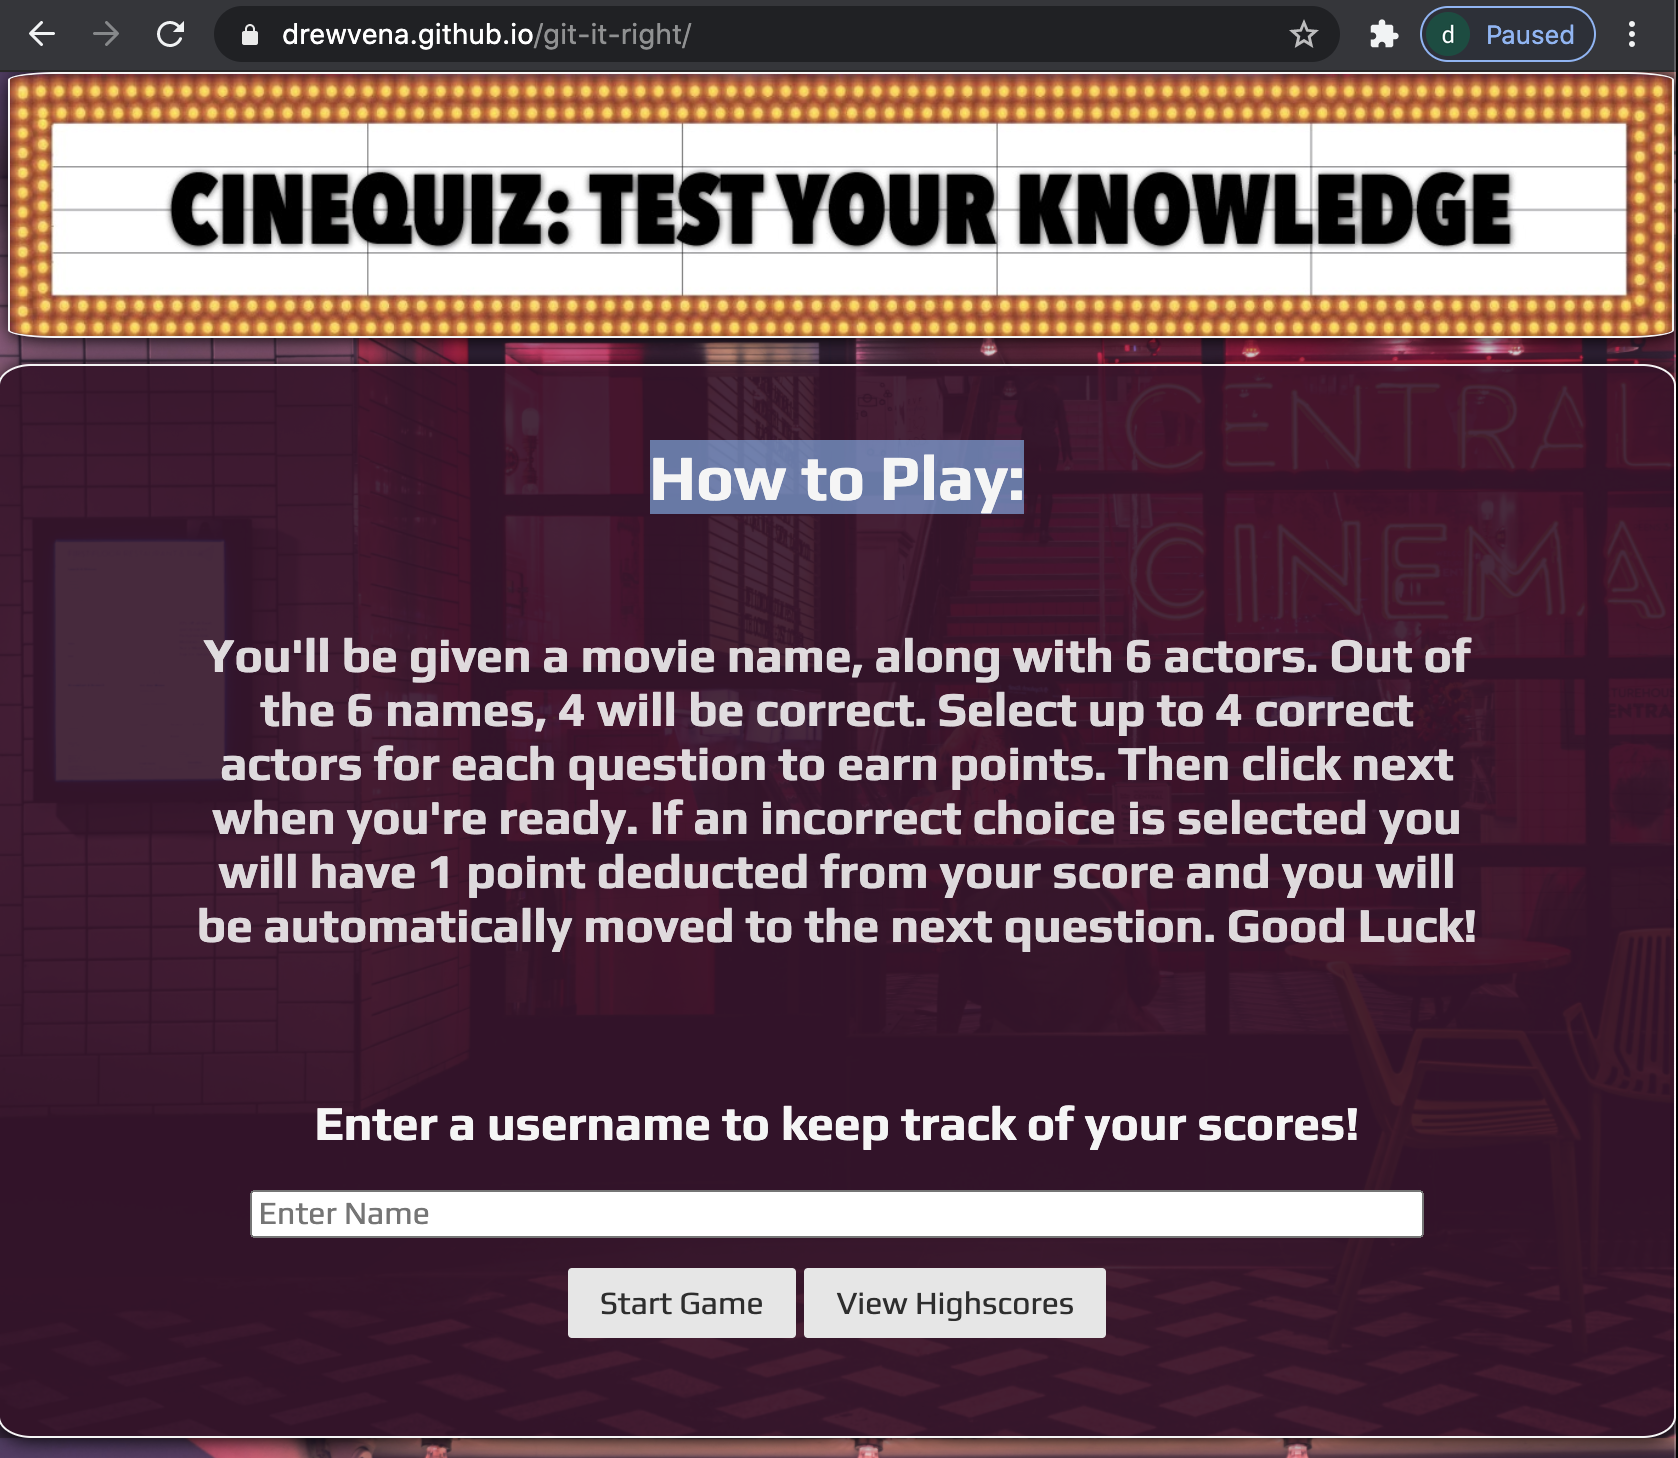 drewvena.github.io/git-it-right/
d Paused
CINEQUIZ: TEST YOUR KNOWLEDGE
CENTRAL
CINEMA
How to Play:
You'll be given a movie name, along with 6 actors. Out of
the 6 names, 4 will be correct. Select up to 4 correct
actors for each question to earn points. Then click next
when you're ready. If an incorrect choice is selected you
will have 1 point deducted from your score and you will
be automatically moved to the next question. Good Luck!
Enter a username to keep track of your scores!
Enter Name
Start Game View Highscores